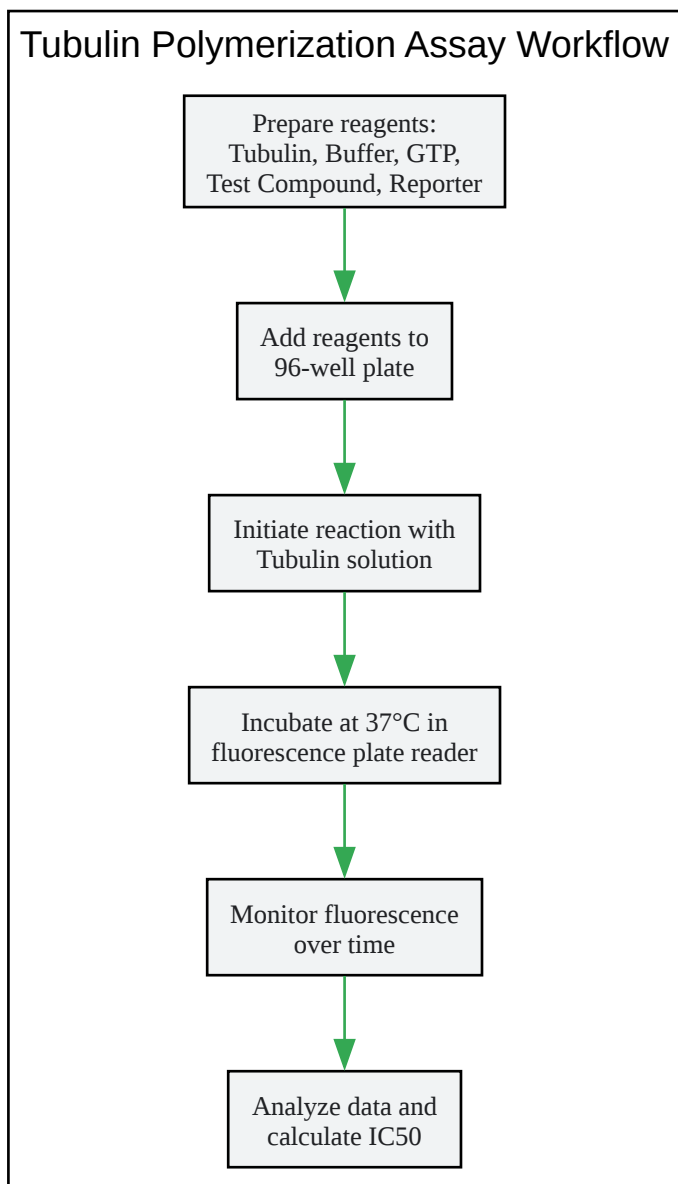 Tubulin Polymerization Assay Workflow
Prepare reagents:
Tubulin, Buffer, GTP,
Test Compound, Reporter
Add reagents to
96-well plate
Initiate reaction with
Tubulin solution
Incubate at 37°C in
fluorescence plate reader
Monitor fluorescence
over time
Analyze data and
calculate IC50